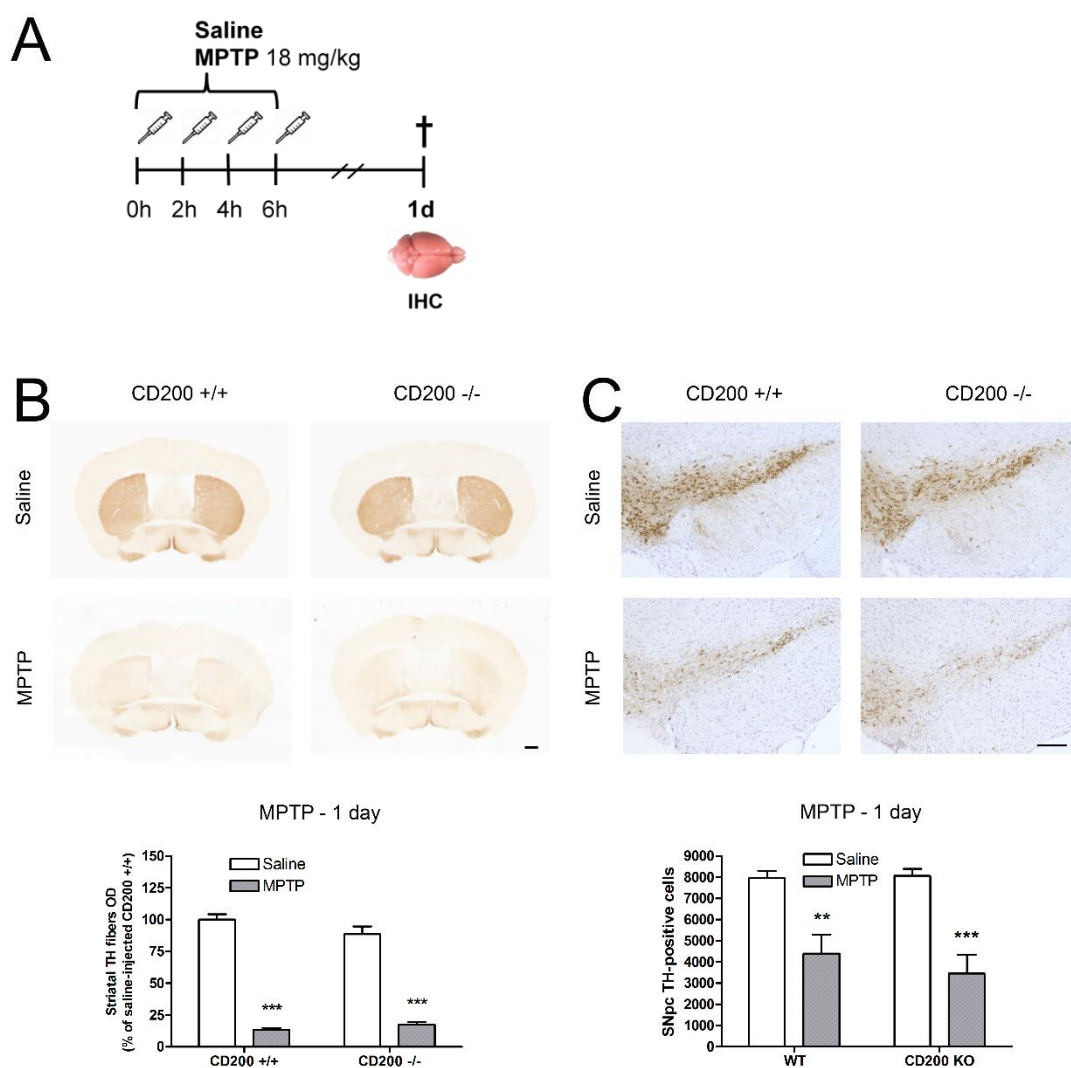 A
Saline
MPTP 18 mg/kg
0h 2h 4h 6h 1d
IHC
B
CD200 +/+ CD200 -/-
Saline
MPTP
MPTP - 1 day
Striatal TH fibers OD
(% of saline-injected CD200 +/+)
150
125
100
75
50
25
0
Saline
MPTP
***
***
CD200 +/+ CD200 -/-
C
CD200 +/+ CD200 -/-
Saline
MPTP
MPTP - 1 day
SNpc TH-positive cells
9000
8000
7000
6000
5000
4000
3000
2000
1000
0
Saline
MPTP
**
***
WT CD200 KO